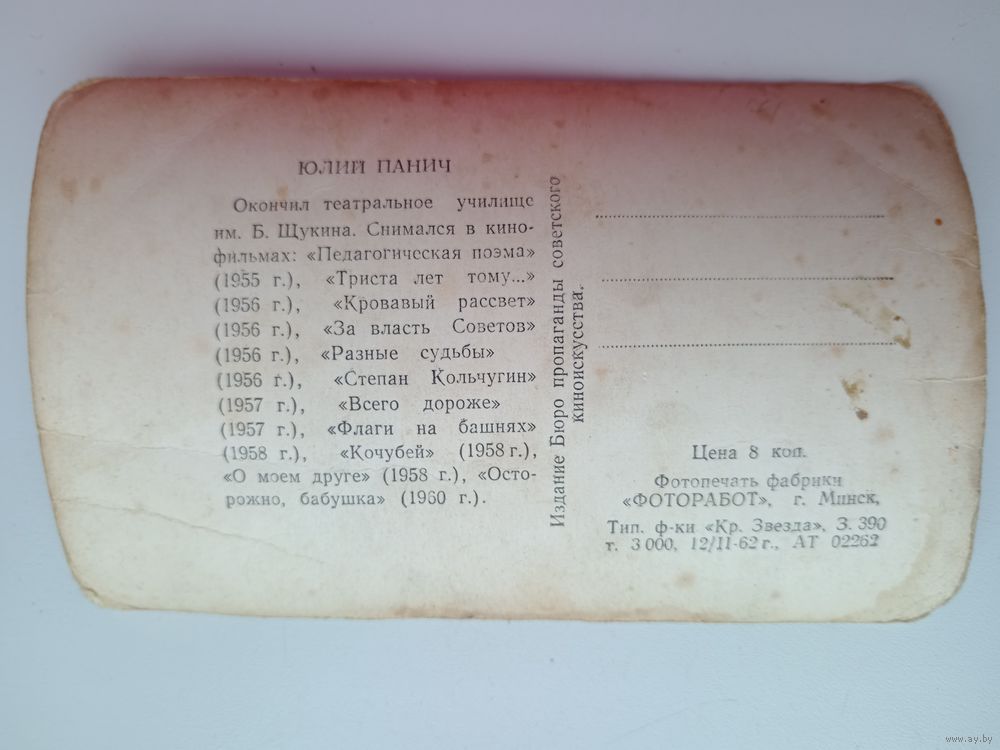 ЮЛИЙ ПАНИЧ
Окончил театральное училище
им. Б. Щукина. Снимался в кино-
фильмах: «Педагогическая поэма»
(1955 г.), «Триста лет тому...»
(1956 г.), «Кровавый рассвет»
(1956 г.), «За власть Советов»
(1956 г.), «Разные судьбы»
(1956 г.), «Степан Кольчугин»
(1957 г.), «Всего дороже»
(1957 г.), «Флаги на башнях»
(1958 г.), «Кочубей» (1958 г.),
«О моем друге» (1958 г.), «Осто-
рожно, бабушка» (1960 г.).
Издание Бюро пропаганды советского
киноискусства.
Цена 8 коп.
Фотопечать фабрики
«ФОТОРАБОТ», г. Минск,
Тип. ф-ки «Кр. Звезда», З. 390
т. 3 000, 12/II-62 г., АТ 02262
www.ay.by